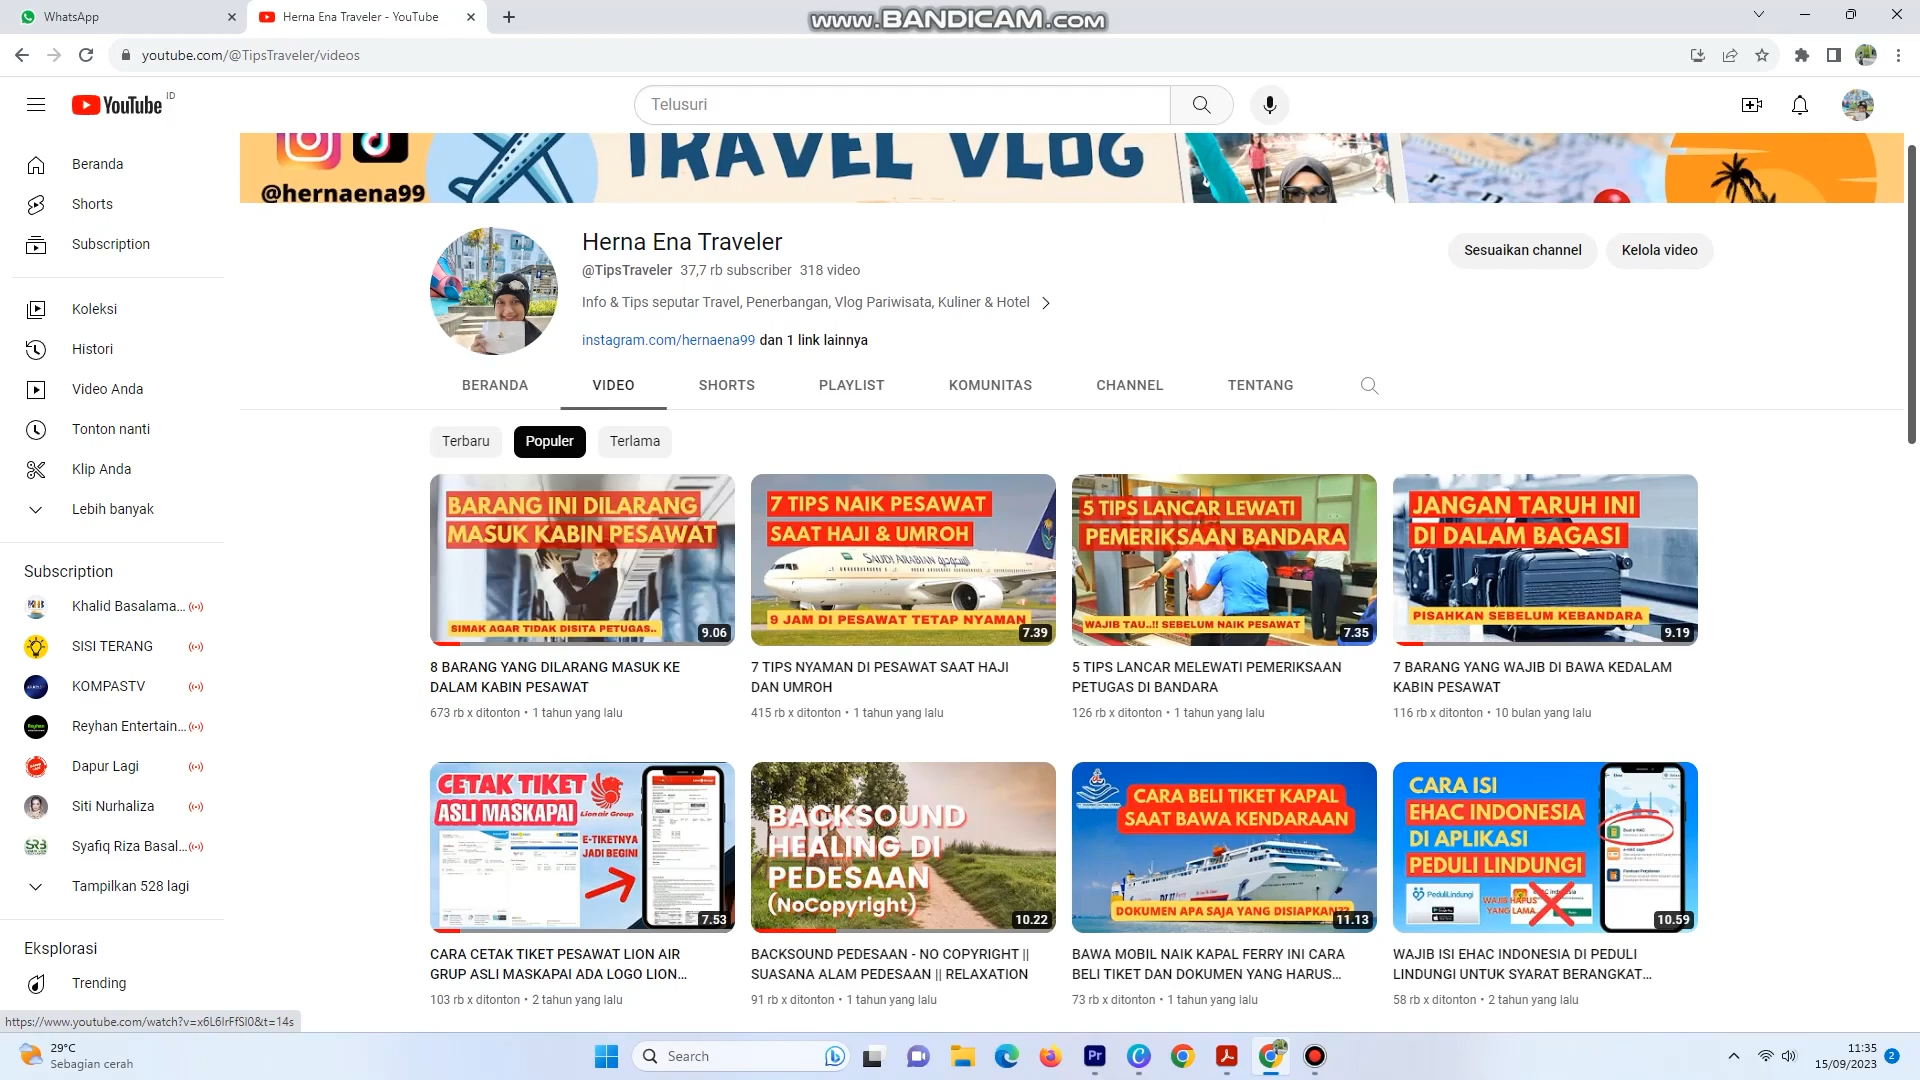 WhatsApp
Herna Ena Traveler - YouTube
www.BANDICAM.com
youtube.com/@TipsTraveler/videos
YouTube ID
Telusuri
Beranda
Shorts
Subscription
Koleksi
Histori
Video Anda
Tonton nanti
Klip Anda
Lebih banyak
Subscription
Khalid Basalama...
SISI TERANG
KOMPASTV
Reyhan Entertain...
Dapur Lagi
Siti Nurhaliza
Syafiq Riza Basal...
Tampilkan 528 lagi
Eksplorasi
Trending
@hernaena99
TRAVEL VLOG
Herna Ena Traveler
@TipsTraveler 37,7 rb subscriber 318 video
Info & Tips seputar Travel, Penerbangan, Vlog Pariwisata, Kuliner & Hotel
instagram.com/hernaena99 dan 1 link lainnya
Sesuaikan channel
Kelola video
BERANDA VIDEO SHORTS PLAYLIST KOMUNITAS CHANNEL TENTANG
Terbaru Populer Terlama
BARANG INI DILARANG
MASUK KABIN PESAWAT
SIMAK AGAR TIDAK DISITA PETUGAS..
9.06
8 BARANG YANG DILARANG MASUK KE
DALAM KABIN PESAWAT
673 rb x ditonton • 1 tahun yang lalu
7 TIPS NAIK PESAWAT
SAAT HAJI & UMROH
SAUDI ARABIAN السعودية
9 JAM DI PESAWAT TETAP NYAMAN
7.39
7 TIPS NYAMAN DI PESAWAT SAAT HAJI
DAN UMROH
415 rb x ditonton • 1 tahun yang lalu
5 TIPS LANCAR LEWATI
PEMERIKSAAN BANDARA
WAJIB TAU..!! SEBELUM NAIK PESAWAT
7.35
5 TIPS LANCAR MELEWATI PEMERIKSAAN
PETUGAS DI BANDARA
126 rb x ditonton • 1 tahun yang lalu
JANGAN TARUH INI
DI DALAM BAGASI
PISAHKAN SEBELUM KEBANDARA
9.19
7 BARANG YANG WAJIB DI BAWA KEDALAM
KABIN PESAWAT
116 rb x ditonton • 10 bulan yang lalu
CETAK TIKET
ASLI MASKAPAI
Lion air Group
E-TIKETNYA
JADI BEGINI
7.53
CARA CETAK TIKET PESAWAT LION AIR
GRUP ASLI MASKAPAI ADA LOGO LION...
103 rb x ditonton • 2 tahun yang lalu
BACKSOUND
HEALING DI
PEDESAAN
(NoCopyright)
10.22
BACKSOUND PEDESAAN - NO COPYRIGHT ||
SUASANA ALAM PEDESAAN || RELAXATION
91 rb x ditonton • 1 tahun yang lalu
CARA BELI TIKET KAPAL
SAAT BAWA KENDARAAN
DOKUMEN APA SAJA YANG DISIAPKAN??
11.13
BAWA MOBIL NAIK KAPAL FERRY INI CARA
BELI TIKET DAN DOKUMEN YANG HARUS...
73 rb x ditonton • 1 tahun yang lalu
CARA ISI
EHAC INDONESIA
DI APLIKASI
PEDULI LINDUNGI
PeduliLindungi
WAJIB HAPUS
YANG LAMA
10.59
WAJIB ISI EHAC INDONESIA DI PEDULI
LINDUNGI UNTUK SYARAT BERANGKAT...
58 rb x ditonton • 2 tahun yang lalu
https://www.youtube.com/watch?v=x6L6IrFfSI0&t=14s
29°C
Sebagian cerah
Search
Pr
11:35
15/09/2023
2